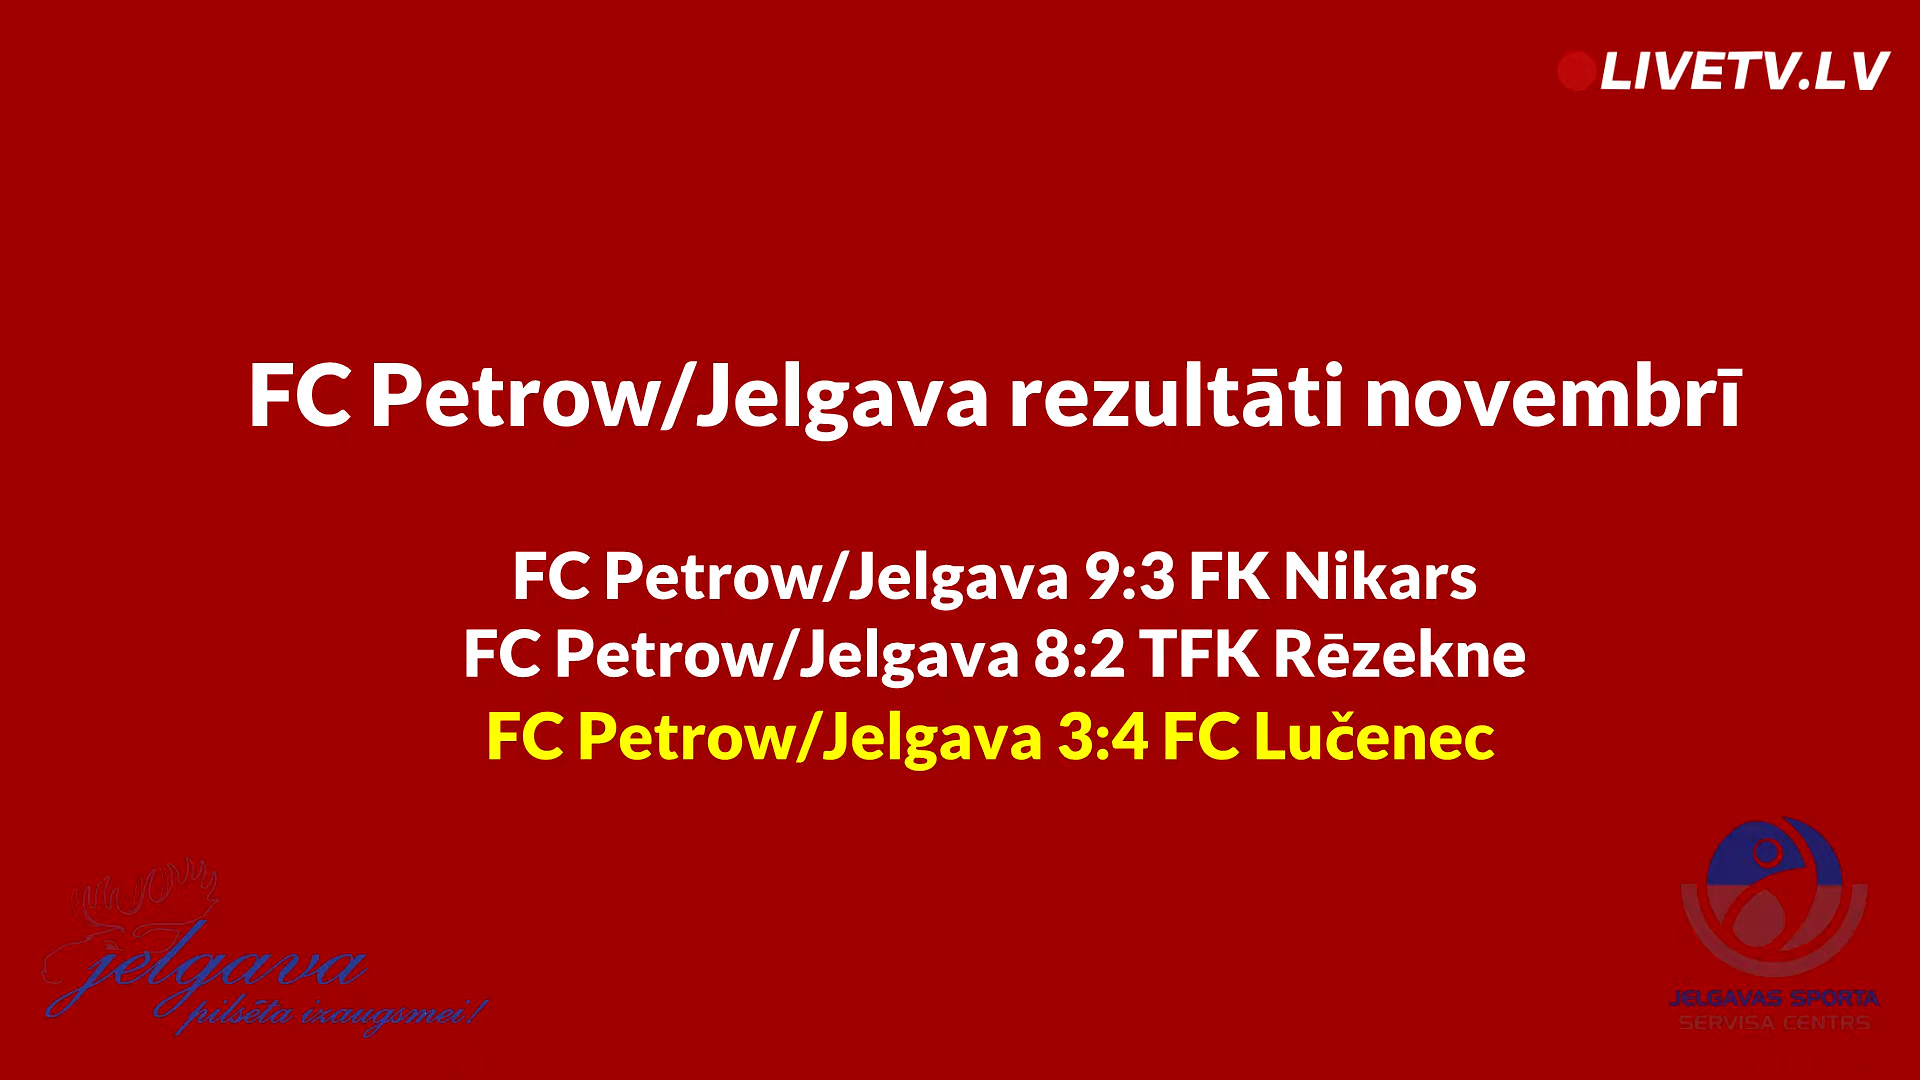 LIVETV.LV
FC Petrow/Jelgava rezultāti novembrī
FC Petrow/Jelgava 9:3 FK Nikars
FC Petrow/Jelgava 8:2 TFK Rēzekne
FC Petrow/Jelgava 3:4 FC Lučenec
jelgava
pilsēta izaugsmei!
JELGAVAS SPORTA
SERVISA CENTRS